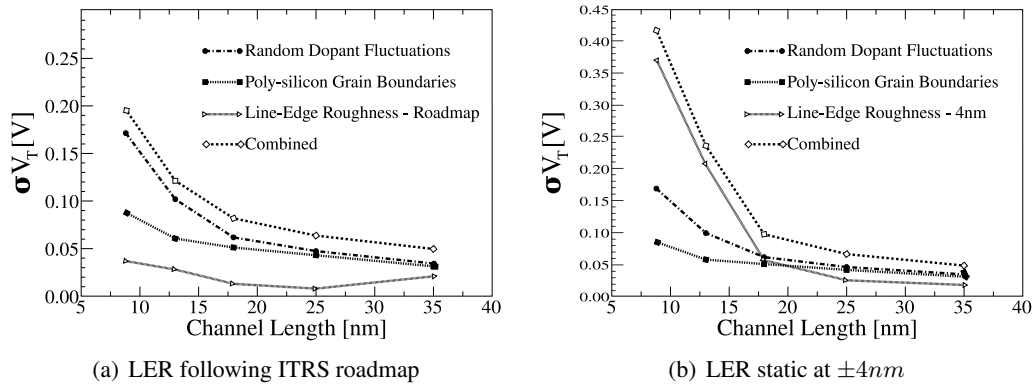 0.25
0.20
0.15
0.10
0.05
0.00
σV_T[V]
Random Dopant Fluctuations
Poly-silicon Grain Boundaries
Line-Edge Roughness - Roadmap
Combined
5 10 15 20 25 30 35 40
Channel Length [nm]
(a) LER following ITRS roadmap
0.45
0.40
0.35
0.30
0.25
0.20
0.15
0.10
0.05
0.00
σV_T[V]
Random Dopant Fluctuations
Poly-silicon Grain Boundaries
Line-Edge Roughness - 4nm
Combined
5 10 15 20 25 30 35 40
Channel Length [nm]
(b) LER static at ±4nm